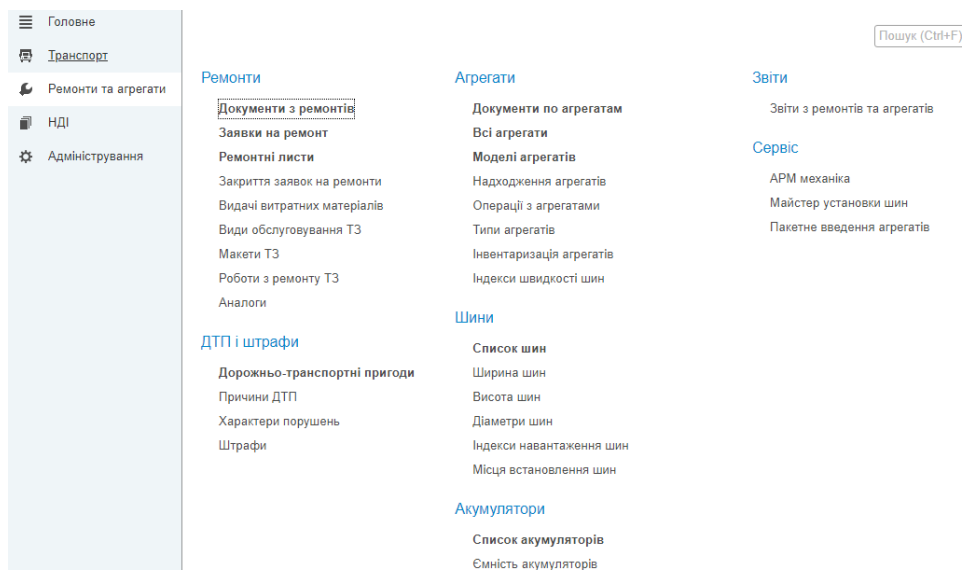 Головне
Транспорт
Ремонти та агрегати
НДІ
Адміністрування
Пошук (Ctrl+F)
Ремонти
Документи з ремонтів
Заявки на ремонт
Ремонтні листи
Закриття заявок на ремонти
Видачі витратних матеріалів
Види обслуговування ТЗ
Макети ТЗ
Роботи з ремонту ТЗ
Аналоги
ДТП і штрафи
Дорожньо-транспортні пригоди
Причини ДТП
Характери порушень
Штрафи
Агрегати
Документи по агрегатам
Всі агрегати
Моделі агрегатів
Надходження агрегатів
Операції з агрегатами
Типи агрегатів
Інвентаризація агрегатів
Індекси швидкості шин
Шини
Список шин
Ширина шин
Висота шин
Діаметри шин
Індекси навантаження шин
Місця встановлення шин
Акумулятори
Список акумуляторів
Ємність акумуляторів
Звіти
Звіти з ремонтів та агрегатів
Сервіс
АРМ механіка
Майстер установки шин
Пакетне введення агрегатів